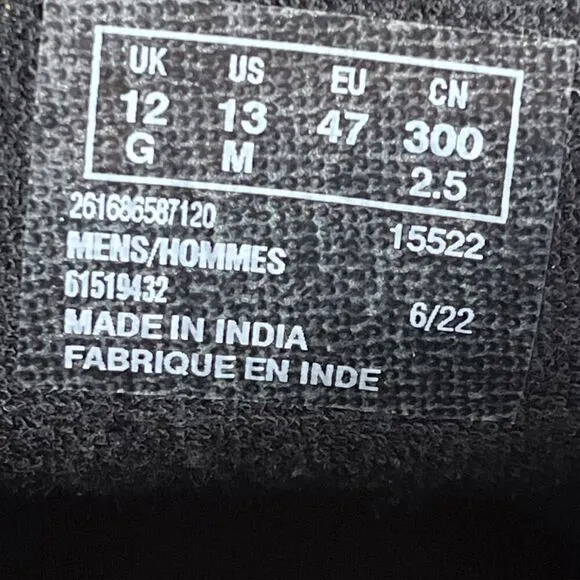 UK US EU CN
12 13 47 300
G M 2.5
261686587120 15522
MENS/HOMMES
61519432 6/22
MADE IN INDIA
FABRIQUE EN INDE